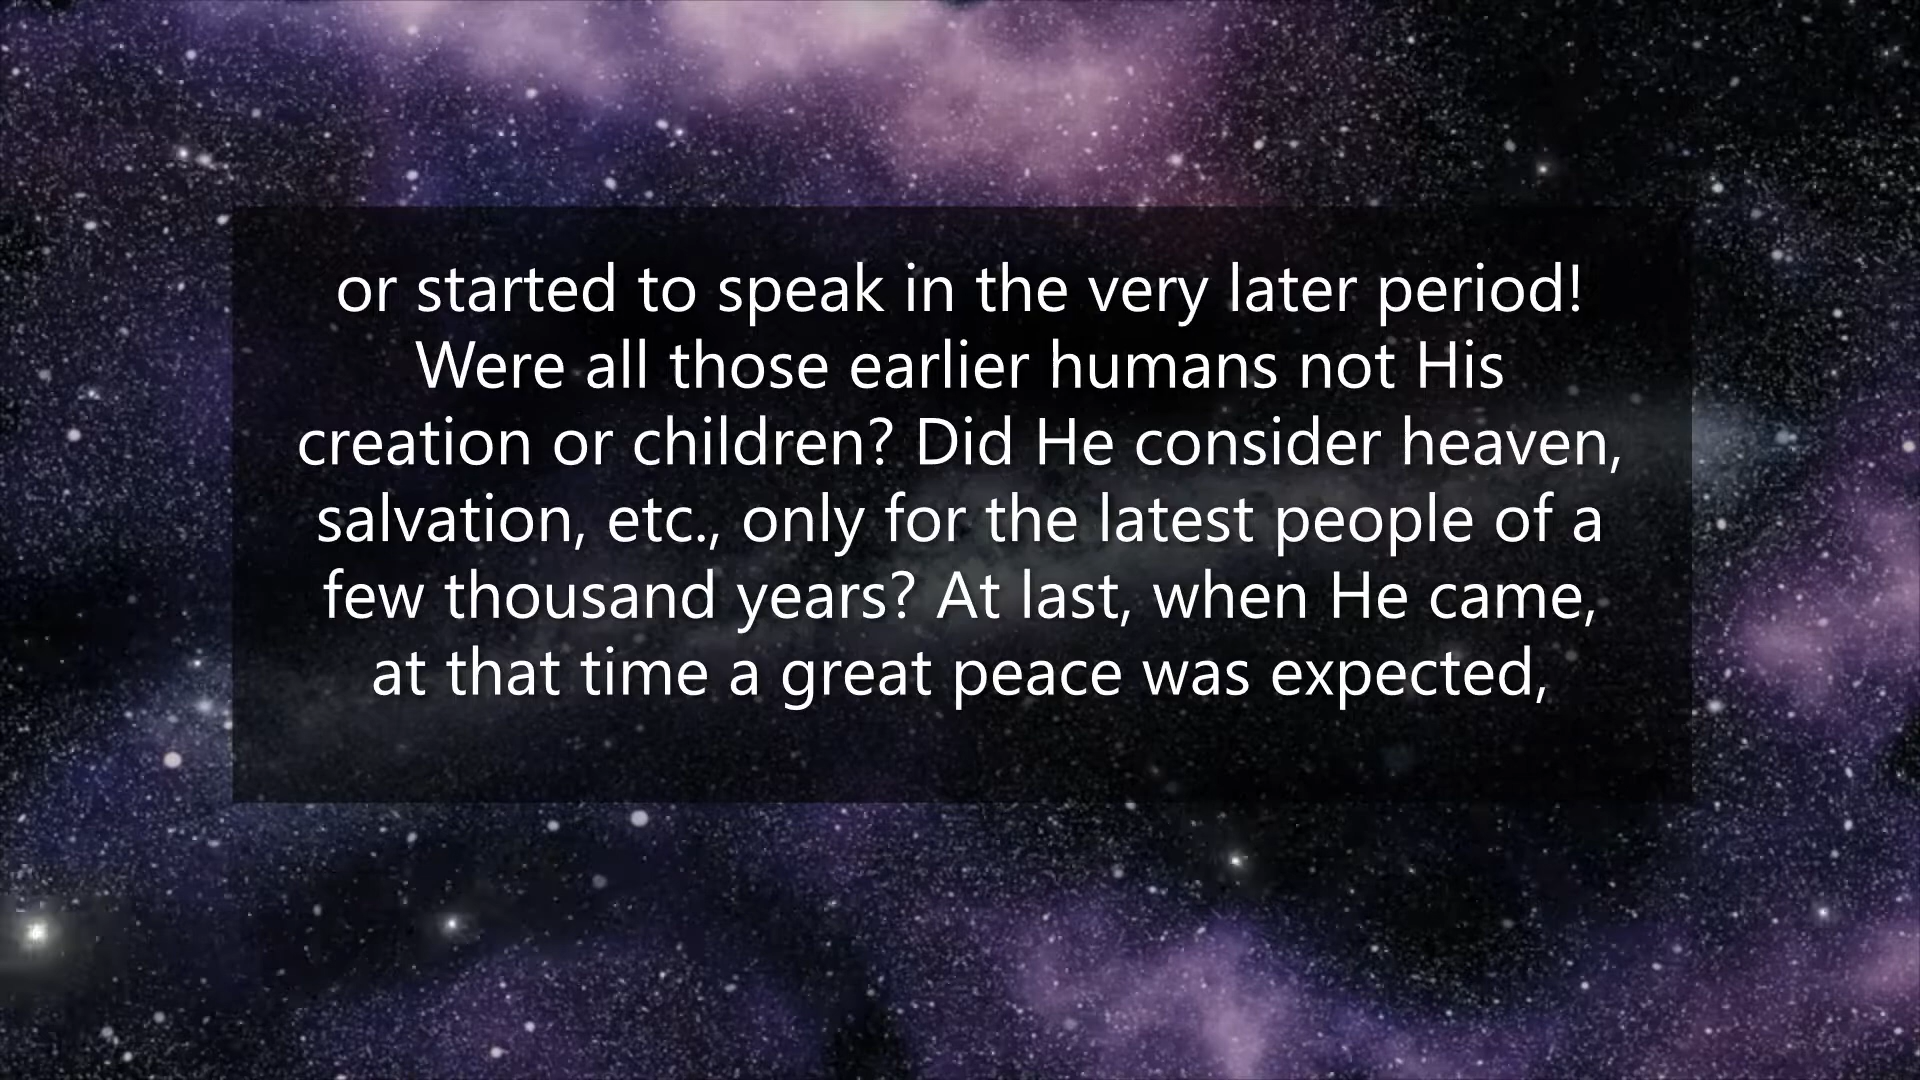 or started to speak in the very later period!
Were all those earlier humans not His
creation or children? Did He consider heaven,
salvation, etc., only for the latest people of a
few thousand years? At last, when He came,
at that time a great peace was expected,